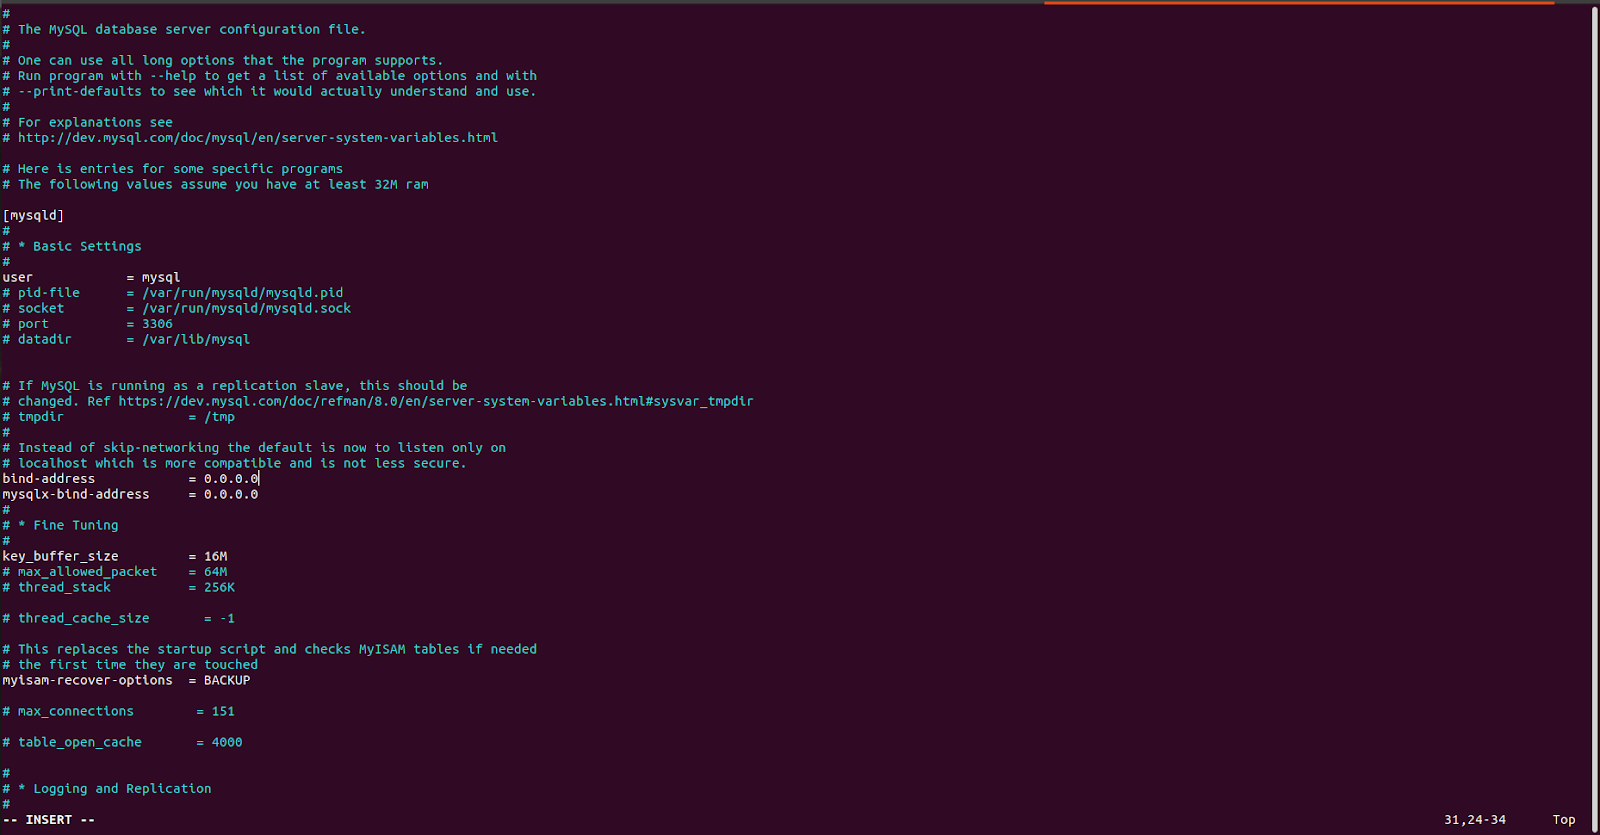 #
# The MySQL database server configuration file.
#
# One can use all long options that the program supports.
# Run program with --help to get a list of available options and with
# --print-defaults to see which it would actually understand and use.
#
# For explanations see
# http://dev.mysql.com/doc/mysql/en/server-system-variables.html

# Here is entries for some specific programs
# The following values assume you have at least 32M ram

[mysqld]
#
# * Basic Settings
#
user            = mysql
# pid-file      = /var/run/mysqld/mysqld.pid
# socket        = /var/run/mysqld/mysqld.sock
# port          = 3306
# datadir       = /var/lib/mysql


# If MySQL is running as a replication slave, this should be
# changed. Ref https://dev.mysql.com/doc/refman/8.0/en/server-system-variables.html#sysvar_tmpdir
# tmpdir                = /tmp
#
# Instead of skip-networking the default is now to listen only on
# localhost which is more compatible and is not less secure.
bind-address            = 0.0.0.0
mysqlx-bind-address     = 0.0.0.0
#
# * Fine Tuning
#
key_buffer_size         = 16M
# max_allowed_packet    = 64M
# thread_stack          = 256K

# thread_cache_size       = -1

# This replaces the startup script and checks MyISAM tables if needed
# the first time they are touched
myisam-recover-options  = BACKUP

# max_connections        = 151

# table_open_cache       = 4000

#
# * Logging and Replication
#
-- INSERT -- 31,24-34 Top